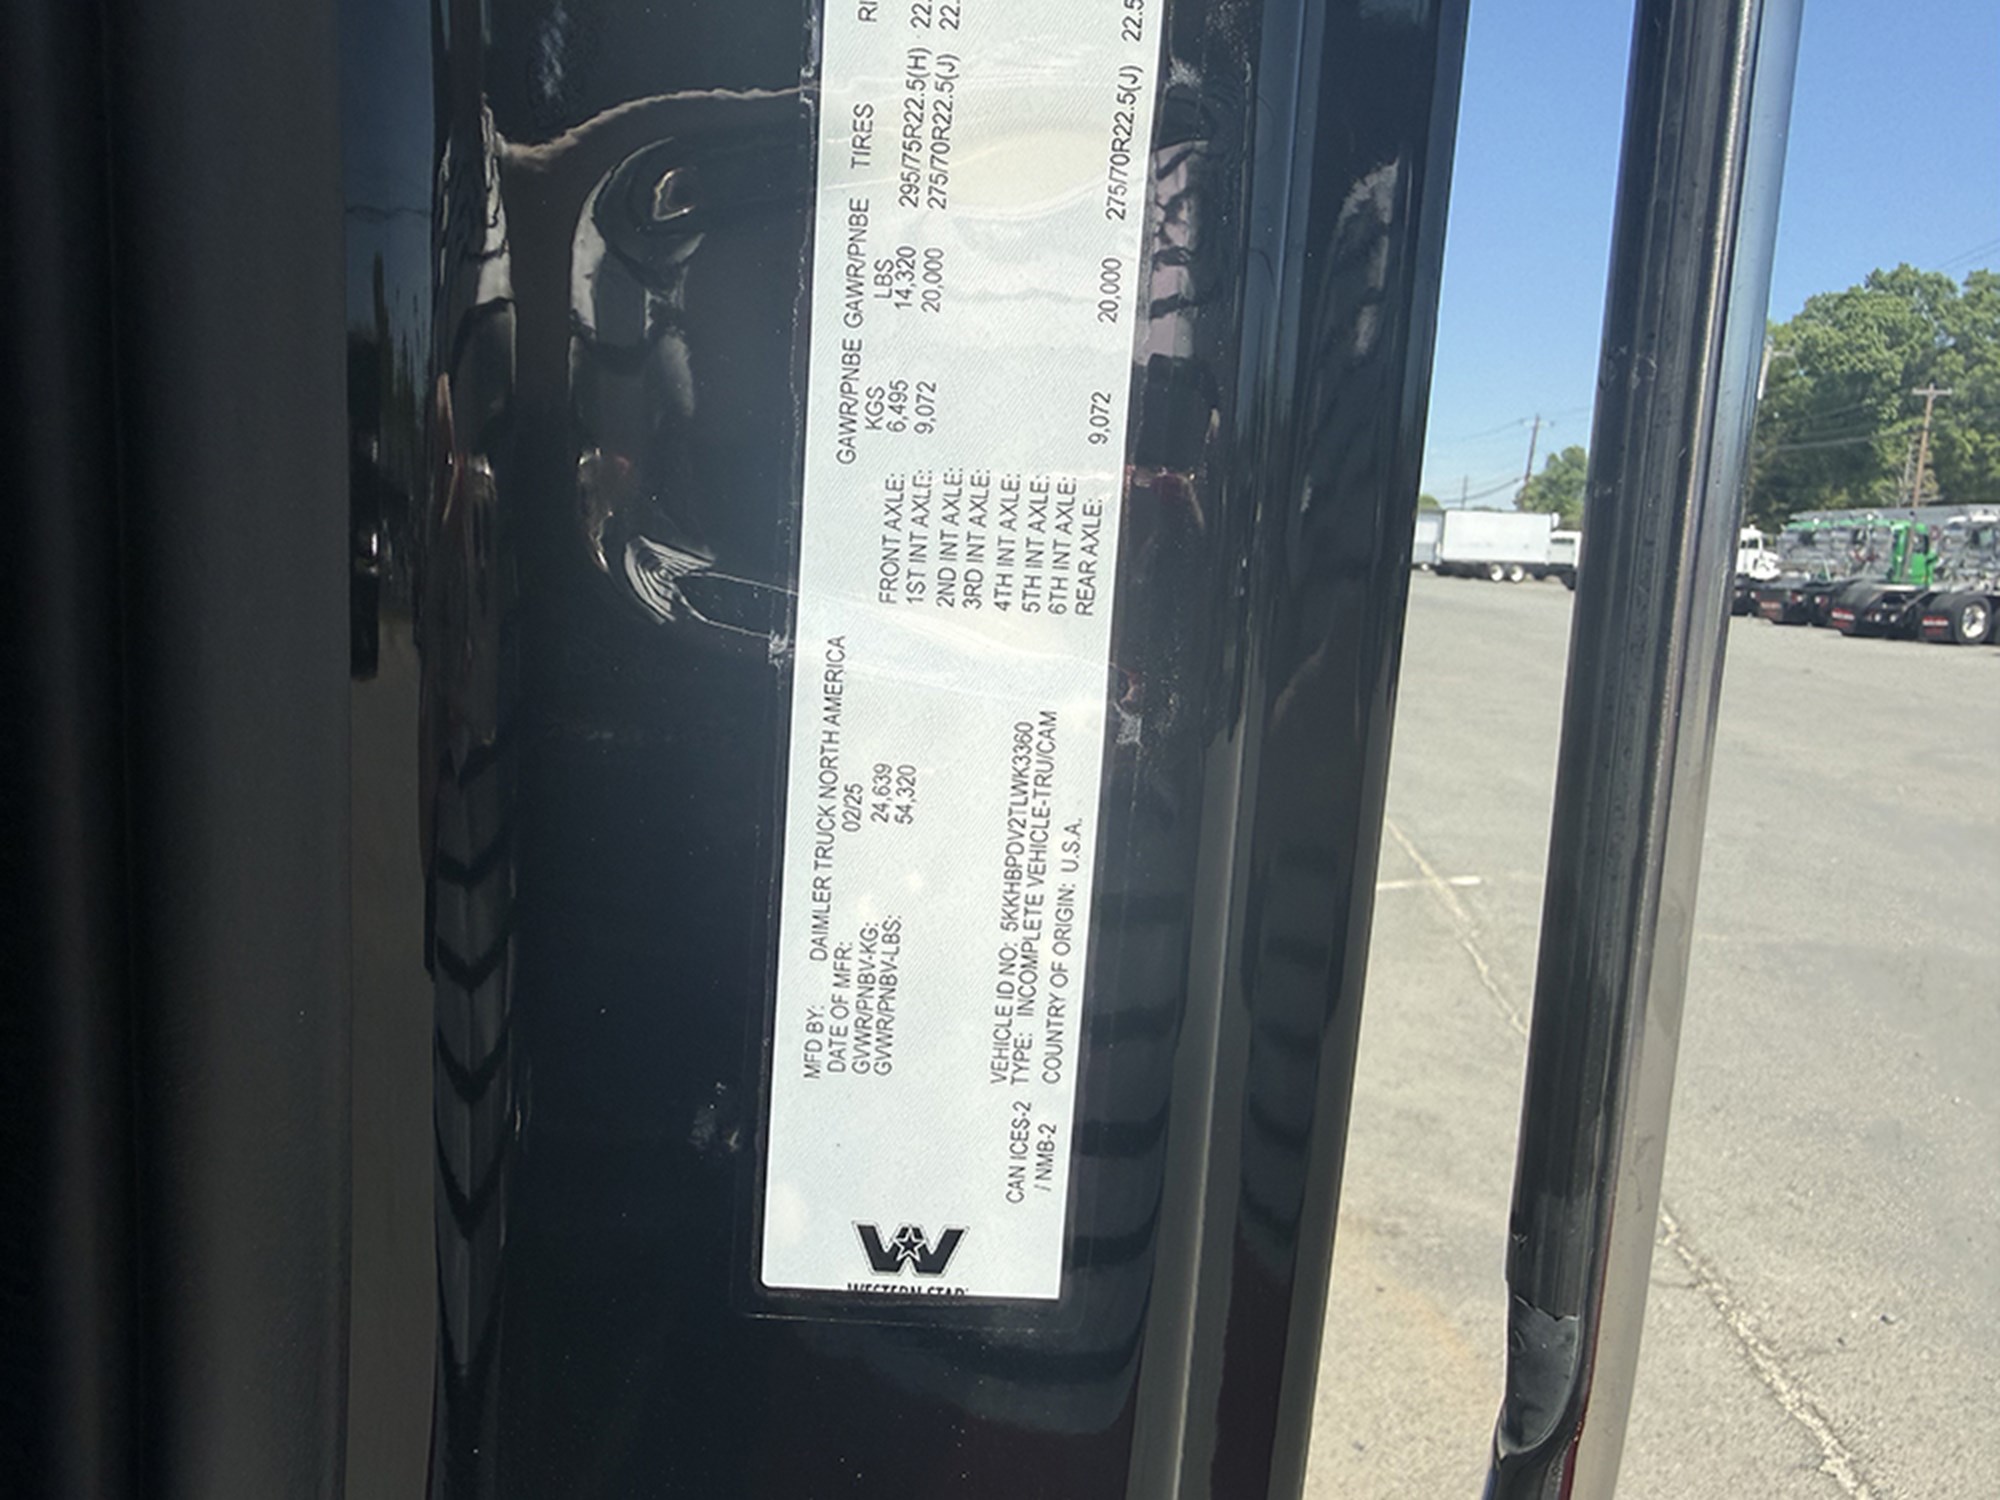 WESTERN STAR
CAN ICES-2
/ NMB-2
MFD BY: DAIMLER TRUCK NORTH AMERICA
DATE OF MFR: 02/25
GVWR/PNBV-KG: 24,639
GVWR/PNBV-LBS: 54,320
VEHICLE ID NO: 5KKHBPDV2TLWK3360
TYPE: INCOMPLETE VEHICLE-TRU/CAM
COUNTRY OF ORIGIN: U.S.A.
GAWR/PNBE GAWR/PNBE TIRES
KGS LBS
FRONT AXLE: 6,495 14,320 295/75R22.5(H)
1ST INT AXLE: 9,072 20,000 275/70R22.5(J)
2ND INT AXLE:
3RD INT AXLE:
4TH INT AXLE:
5TH INT AXLE:
6TH INT AXLE:
REAR AXLE: 9,072 20,000 275/70R22.5(J) 22.5